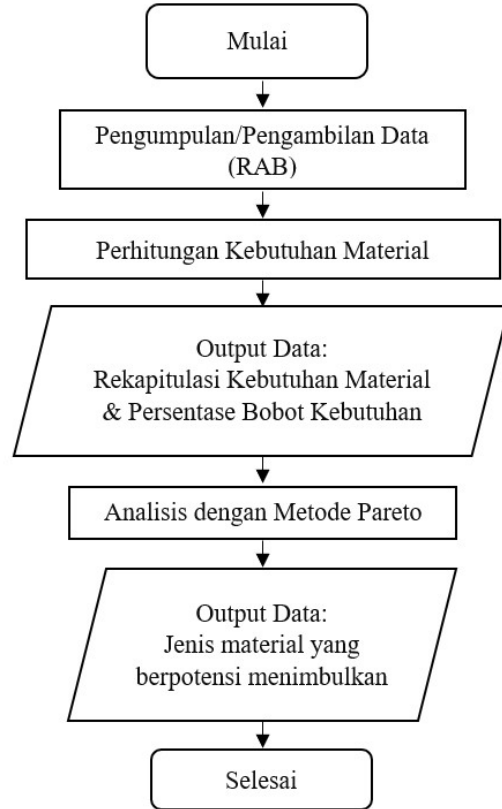 Mulai
Pengumpulan/Pengambilan Data
(RAB)
Perhitungan Kebutuhan Material
Output Data:
Rekapitulasi Kebutuhan Material
& Persentase Bobot Kebutuhan
Analisis dengan Metode Pareto
Output Data:
Jenis material yang
berpotensi menimbulkan
Selesai